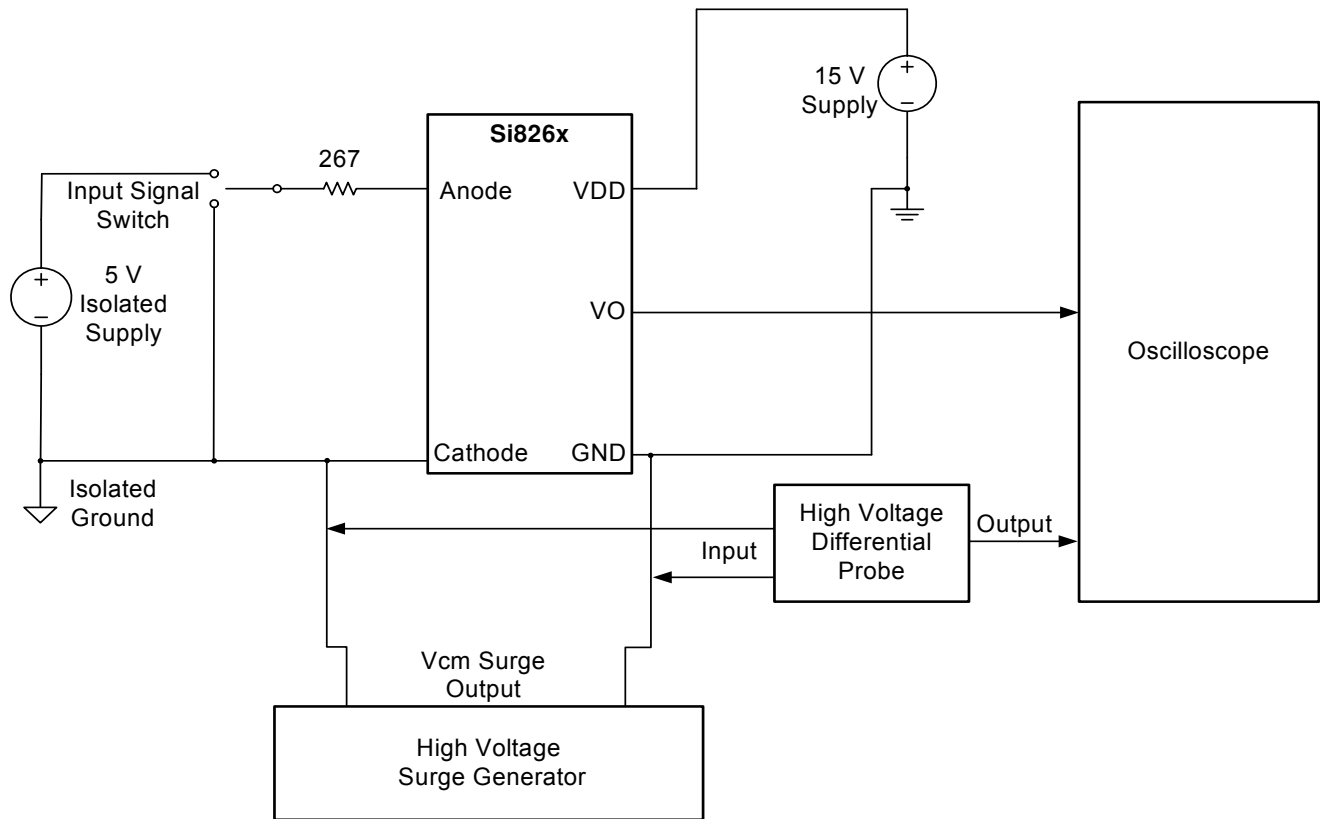 15 V
Supply
Si826x
267
Anode
VDD
Input Signal
Switch
5 V
Isolated
Supply
VO
Oscilloscope
Cathode
GND
Isolated
Ground
High Voltage
Differential
Probe
Output
Input
Vcm Surge
Output
High Voltage
Surge Generator